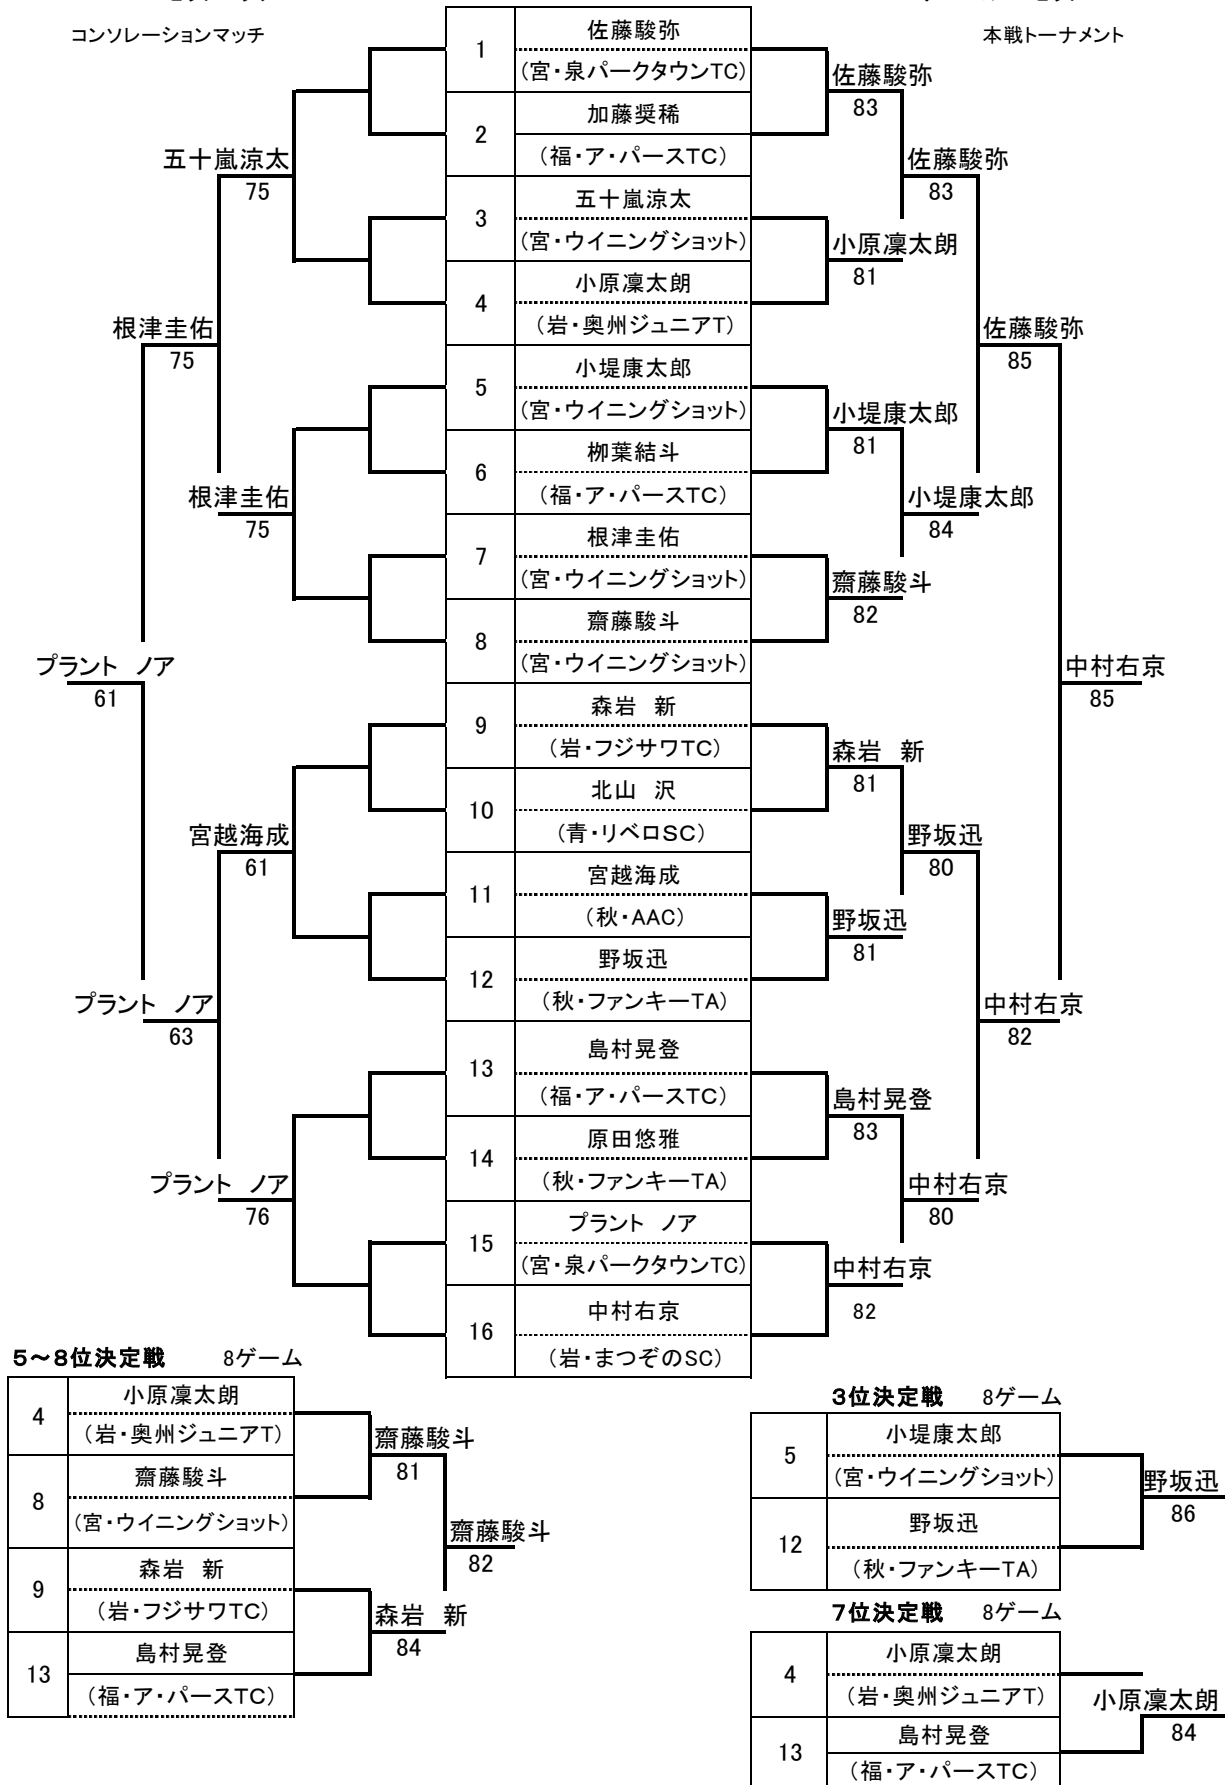 コンソレーションマッチ
本戦トーナメント
1
佐藤駿弥
(宮・泉パークタウンTC)
2
加藤奨稀
(福・ア・パースTC)
3
五十嵐涼太
(宮・ウイニングショット)
4
小原凜太朗
(岩・奥州ジュニアT)
5
小堤康太郎
(宮・ウイニングショット)
6
栁葉結斗
(福・ア・パースTC)
7
根津圭佑
(宮・ウイニングショット)
8
齋藤駿斗
(宮・ウイニングショット)
9
森岩　新
(岩・フジサワTC)
10
北山　沢
(青・リベロSC)
11
宮越海成
(秋・AAC)
12
野坂迅
(秋・ファンキーTA)
13
島村晃登
(福・ア・パースTC)
14
原田悠雅
(秋・ファンキーTA)
15
プラント　ノア
(宮・泉パークタウンTC)
16
中村右京
(岩・まつぞのSC)
五十嵐涼太
75
根津圭佑
75
根津圭佑
75
プラント　ノア
61
宮越海成
61
プラント　ノア
63
プラント　ノア
76
佐藤駿弥
83
佐藤駿弥
83
小原凜太朗
81
佐藤駿弥
85
小堤康太郎
81
小堤康太郎
84
齋藤駿斗
82
中村右京
85
森岩　新
81
野坂迅
80
野坂迅
81
中村右京
82
島村晃登
83
中村右京
80
中村右京
82
5～8位決定戦　8ゲーム
4
小原凜太朗
(岩・奥州ジュニアT)
8
齋藤駿斗
(宮・ウイニングショット)
9
森岩　新
(岩・フジサワTC)
13
島村晃登
(福・ア・パースTC)
齋藤駿斗
81
齋藤駿斗
82
森岩　新
84
3位決定戦　8ゲーム
5
小堤康太郎
(宮・ウイニングショット)
12
野坂迅
(秋・ファンキーTA)
野坂迅
86
7位決定戦　8ゲーム
4
小原凜太朗
(岩・奥州ジュニアT)
13
島村晃登
(福・ア・パースTC)
小原凜太朗
84